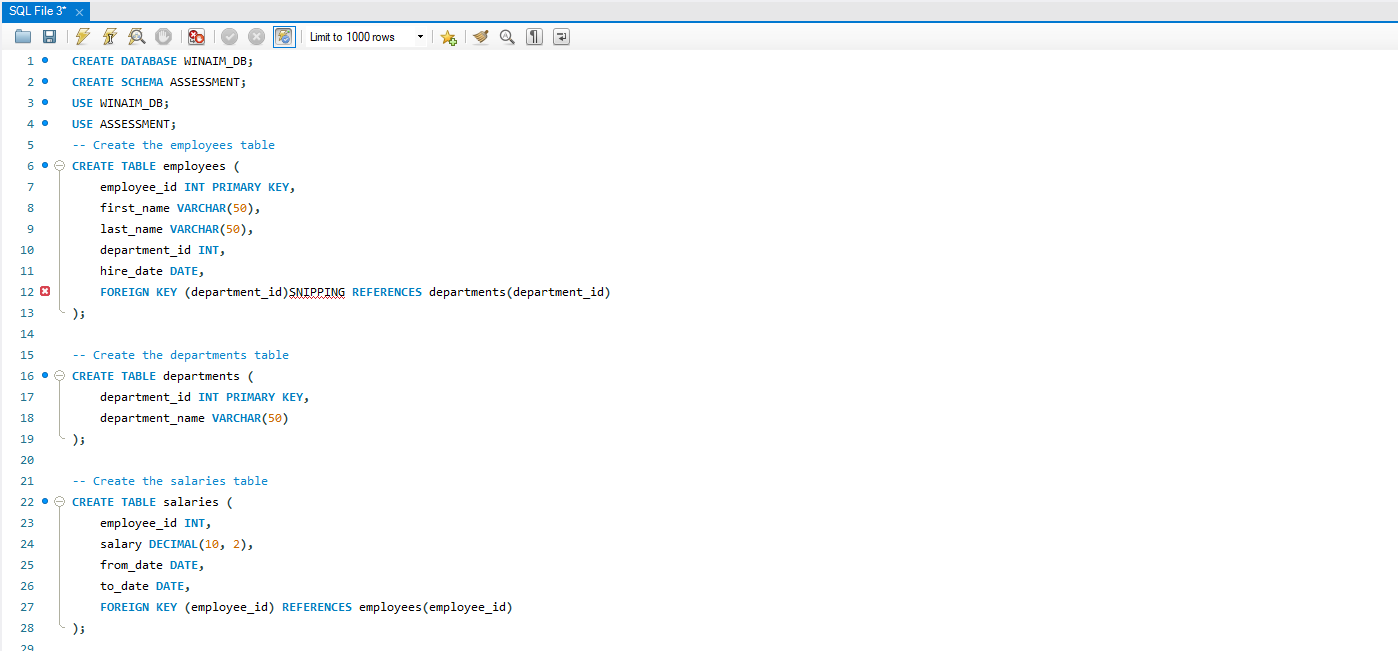 SQL File 3*
Limit to 1000 rows
1 CREATE DATABASE WINAIM_DB;
2 CREATE SCHEMA ASSESSMENT;
3 USE WINAIM_DB;
4 USE ASSESSMENT;
5 -- Create the employees table
6 CREATE TABLE employees (
7 employee_id INT PRIMARY KEY,
8 first_name VARCHAR(50),
9 last_name VARCHAR(50),
10 department_id INT,
11 hire_date DATE,
12 FOREIGN KEY (department_id)SNIPPING REFERENCES departments(department_id)
13 );
14
15 -- Create the departments table
16 CREATE TABLE departments (
17 department_id INT PRIMARY KEY,
18 department_name VARCHAR(50)
19 );
20
21 -- Create the salaries table
22 CREATE TABLE salaries (
23 employee_id INT,
24 salary DECIMAL(10, 2),
25 from_date DATE,
26 to_date DATE,
27 FOREIGN KEY (employee_id) REFERENCES employees(employee_id)
28 );
29